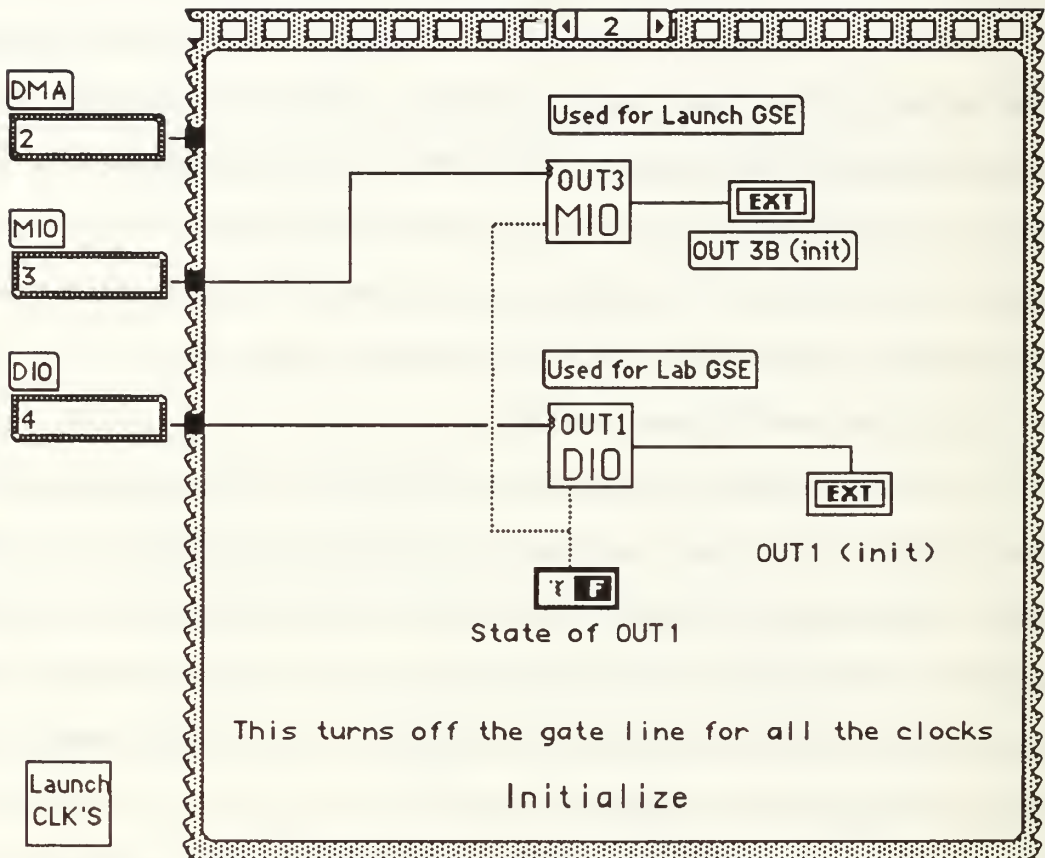 2
DMA
2
Used for Launch GSE
OUT3
MIO
EXT
OUT 3B (init)
MIO
3
DIO
4
Used for Lab GSE
OUT1
DIO
EXT
OUT1 (init)
T F
State of OUT1
This turns off the gate line for all the clocks
Initialize
Launch
CLK'S